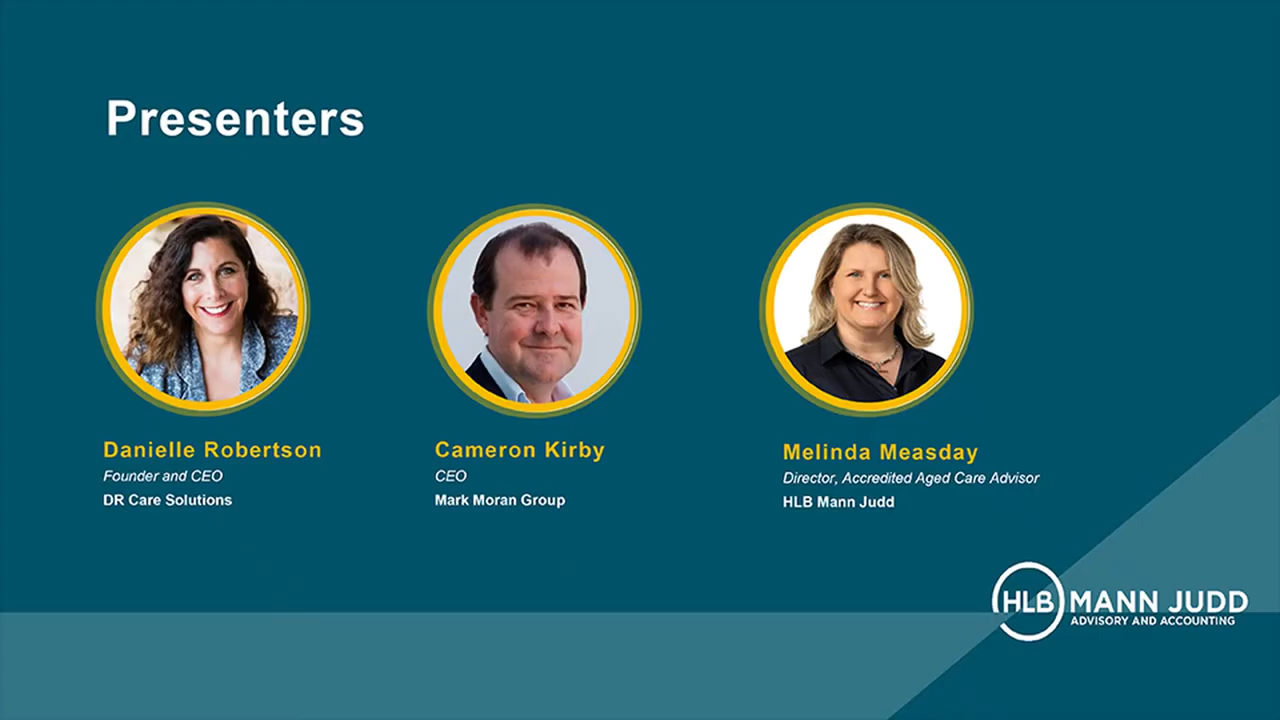 Presenters
Danielle Robertson
Founder and CEO
DR Care Solutions
Cameron Kirby
CEO
Mark Moran Group
Melinda Measday
Director, Accredited Aged Care Advisor
HLB Mann Judd
HLB MANN JUDD
ADVISORY AND ACCOUNTING